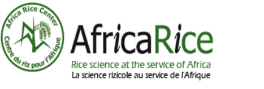 Africa Rice Center
Centre du riz pour l'Afrique
AfricaRice
Rice science at the service of Africa
La science rizicole au service de l'Afrique